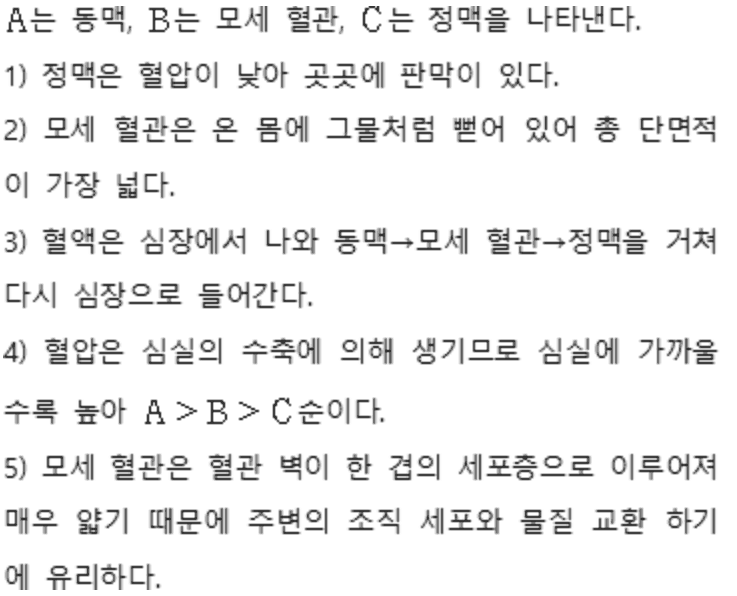 A는 동맥, B는 모세 혈관, C는 정맥을 나타낸다.
1) 정맥은 혈압이 낮아 곳곳에 판막이 있다.
2) 모세 혈관은 온 몸에 그물처럼 뻗어 있어 총 단면적
이 가장 넓다.
3) 혈액은 심장에서 나와 동맥→모세 혈관→정맥을 거쳐
다시 심장으로 들어간다.
4) 혈압은 심실의 수축에 의해 생기므로 심실에 가까울
수록 높아 A > B > C순이다.
5) 모세 혈관은 혈관 벽이 한 겹의 세포층으로 이루어져
매우 얇기 때문에 주변의 조직 세포와 물질 교환 하기
에 유리하다.